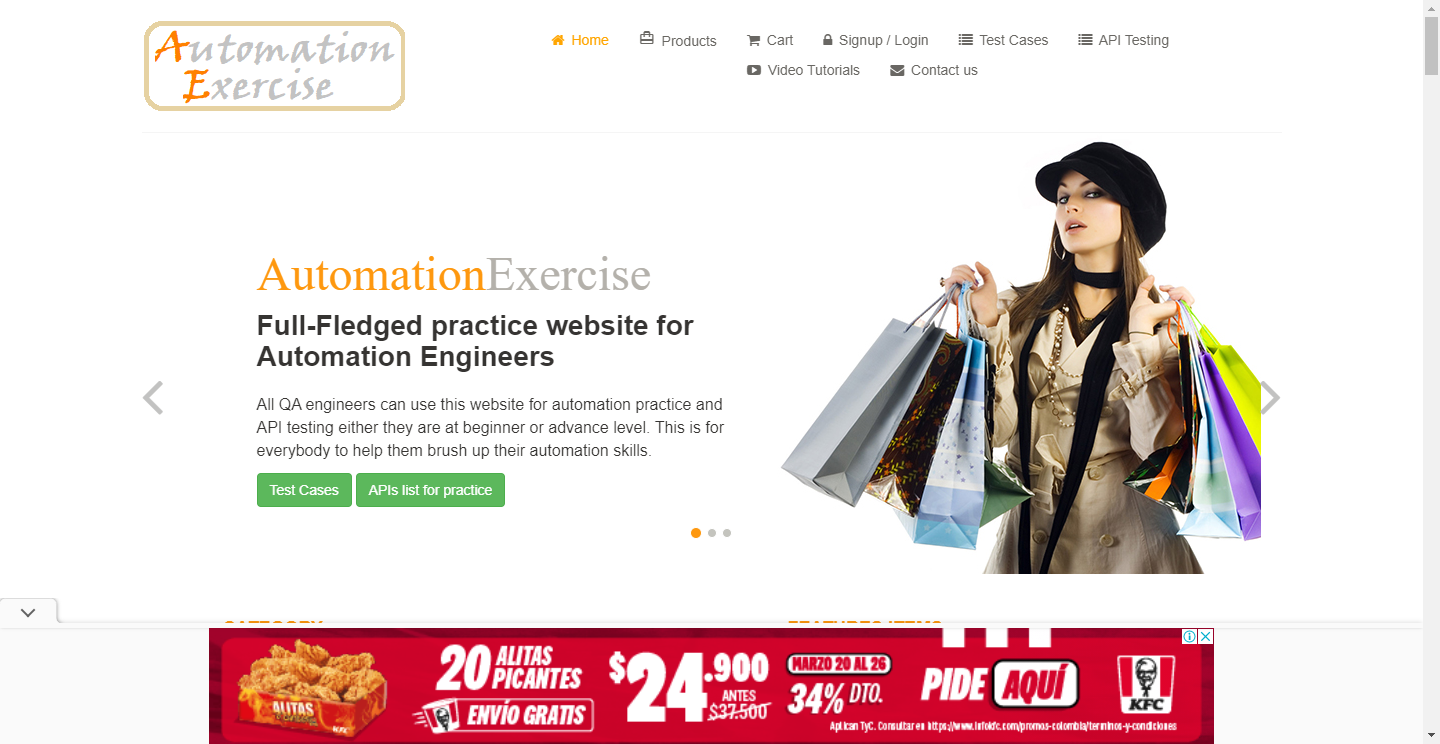 Automation
Exercise
Home
Products
Cart
Signup / Login
Test Cases
API Testing
Video Tutorials
Contact us
AutomationExercise
Full-Fledged practice website for
Automation Engineers
All QA engineers can use this website for automation practice and
API testing either they are at beginner or advance level. This is for
everybody to help them brush up their automation skills.
Test Cases
APIs list for practice
CATEGORY
FEATURES ITEMS
ALITAS
20 ALITAS
PICANTES
ENVÍO GRATIS
$24.900
ANTES
$37.500
MARZO 20 AL 26
34% DTO.
PIDE AQUÍ
KFC
Aplican TyC. Consultar en https://www.infokfc.com/promos-colombia/terminos-y-condiciones